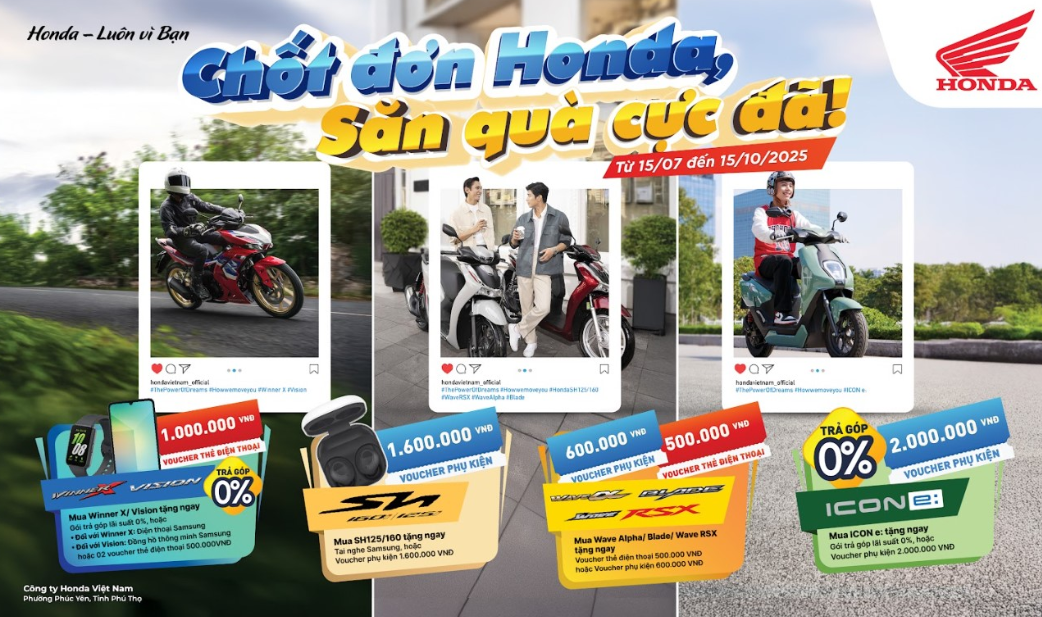 Honda – Luôn vì Bạn
HONDA
Chốt đơn Honda,
Săn quà cực đã!
Từ 15/07 đến 15/10/2025
hondavietnam_official
#ThePowerOfDreams #Howwemoveyou #Winner X #Vision
hondavietnam_official
#ThePowerOfDreams #Howwemoveyou #HondaSH125/160
#WaveRSX #WaveAlpha #Blade
hondavietnam_official
#ThePowerOfDreams #Howwemoveyou #ICON e:
10:08
1.000.000 VNĐ
VOUCHER THẺ ĐIỆN THOẠI
TRẢ GÓP
0%
WINNER X VISION
Mua Winner X/ Vision tặng ngay
Gói trả góp lãi suất 0%, hoặc
• Đối với Winner X: Điện thoại Samsung
• Đối với Vision: Đồng hồ thông minh Samsung
hoặc 02 voucher thẻ điện thoại 500.000VNĐ
1.600.000 VNĐ
VOUCHER PHỤ KIỆN
SH
160i/125i
Mua SH125/160 tặng ngay
Tai nghe Samsung, hoặc
Voucher phụ kiện 1.600.000 VNĐ
600.000 VNĐ
VOUCHER PHỤ KIỆN
500.000 VNĐ
VOUCHER THẺ ĐIỆN THOẠI
WAVE α BLADE
Wave RSX
Mua Wave Alpha/ Blade/ Wave RSX
tặng ngay
Voucher thẻ điện thoại 500.000 VNĐ
hoặc Voucher phụ kiện 600.000 VNĐ
TRẢ GÓP
0%
2.000.000 VNĐ
VOUCHER PHỤ KIỆN
ICON e:
Mua ICON e: tặng ngay
Gói trả góp lãi suất 0%, hoặc
Voucher phụ kiện 2.000.000 VNĐ
Công ty Honda Việt Nam
Phường Phúc Yên, Tỉnh Phú Thọ